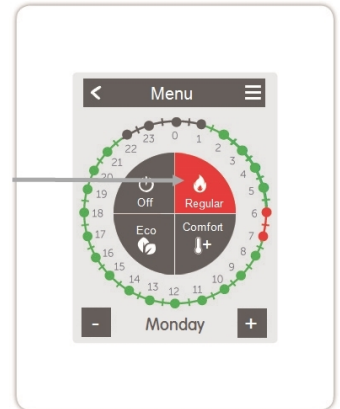 < Menu
23 0 1
22 2
21 3
20 4
19 5
18 6
17 7
16 8
15 9
14 10
13 12 11
Off Regular
Eco Comfort
+
- Monday +